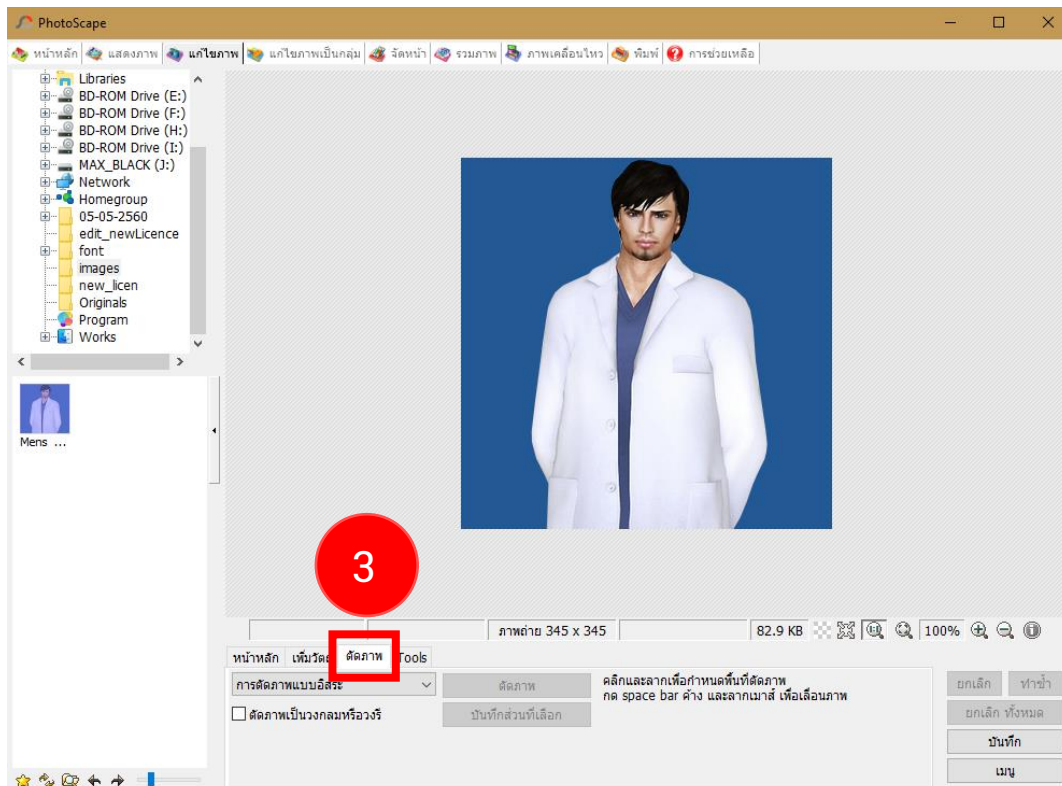 PhotoScape
หน้าหลัก แสดงภาพ แก้ไขภาพ แก้ไขภาพเป็นกลุ่ม จัดหน้า รวมภาพ ภาพเคลื่อนไหว พิมพ์ การช่วยเหลือ
Libraries
BD-ROM Drive (E:)
BD-ROM Drive (F:)
BD-ROM Drive (H:)
BD-ROM Drive (I:)
MAX_BLACK (J:)
Network
Homegroup
05-05-2560
edit_newLicence
font
images
new_licen
Originals
Program
Works
Mens ...
3
ภาพถ่าย 345 x 345 82.9 KB 100%
หน้าหลัก ตัดภาพ Tools
การตัดภาพแบบอิสระ ตัดภาพ คลิกและลากเพื่อกำหนดพื้นที่ตัดภาพ
กด space bar ค้าง และลากเมาส์ เพื่อเลื่อนภาพ
ตัดภาพเป็นวงกลมหรือวงรี บันทึกส่วนที่เลือก
ยกเลิก ทำซ้ำ
ยกเลิก ทั้งหมด
บันทึก
เมนู